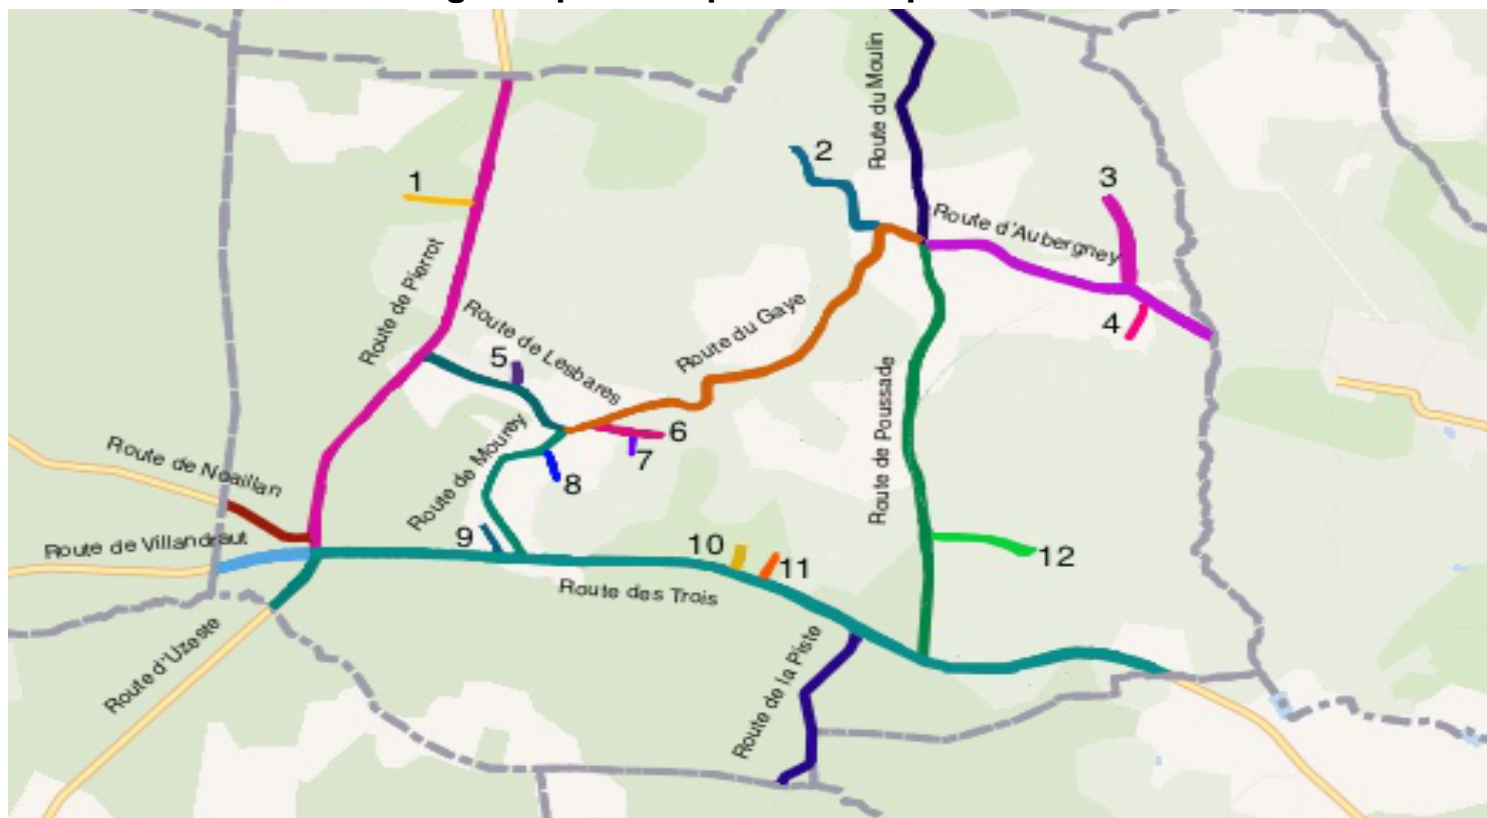 Route du Moulin
2
1
3
Route d'Aubergney
Route de Pierrot
Route de Lesbares
Route du Gaye
4
5
Route de Poussade
6
7
Route de Mourey
8
Route de Noaillan
9
10
11
12
Route de Villandraut
Route des Trois
Route d'Uzeste
Route de la Piste